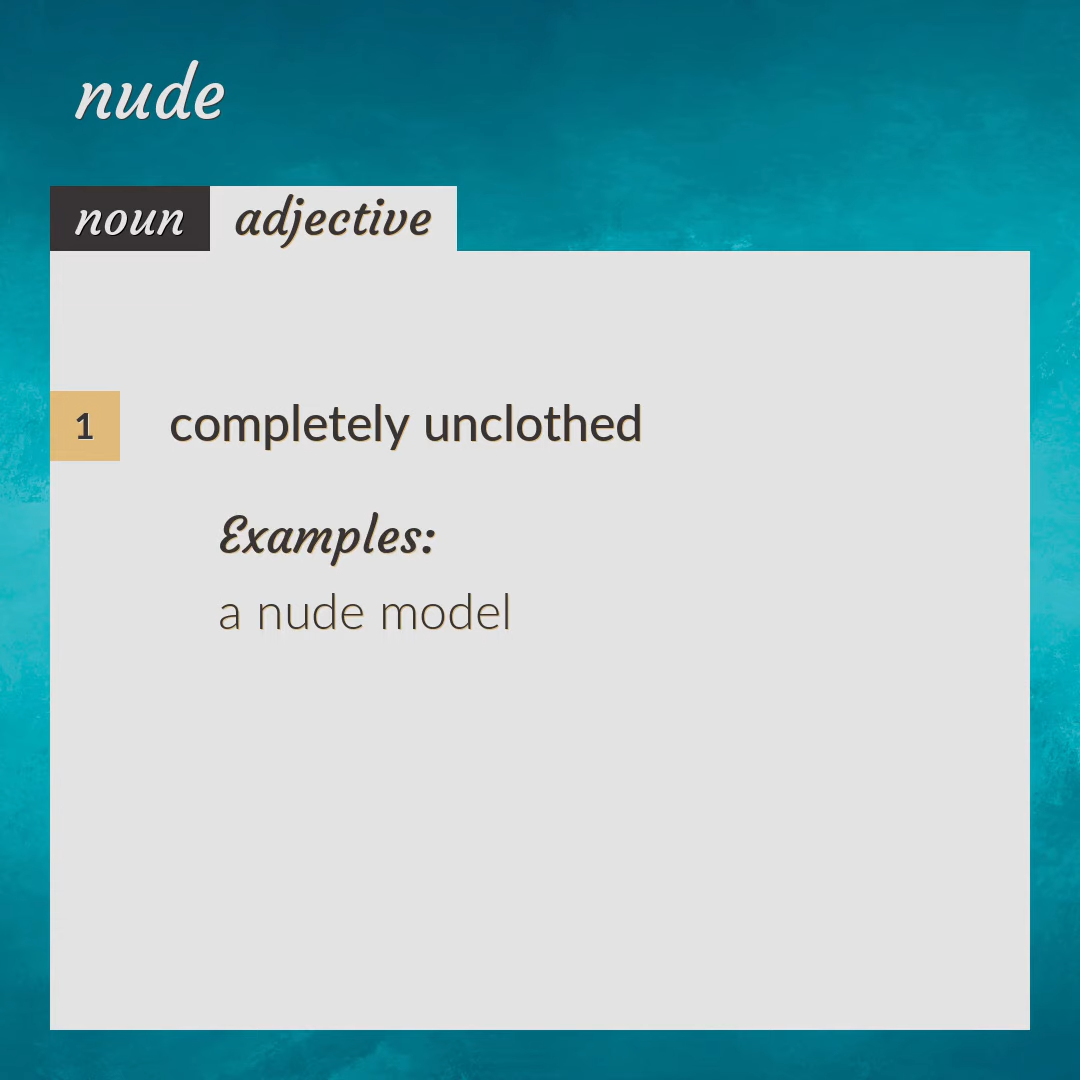 nude
noun adjective
1 completely unclothed
Examples:
a nude model